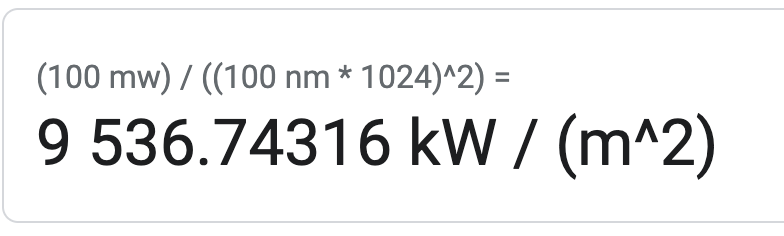 (100 mw) / ((100 nm * 1024)^2) =
9 536.74316 kW / (m^2)